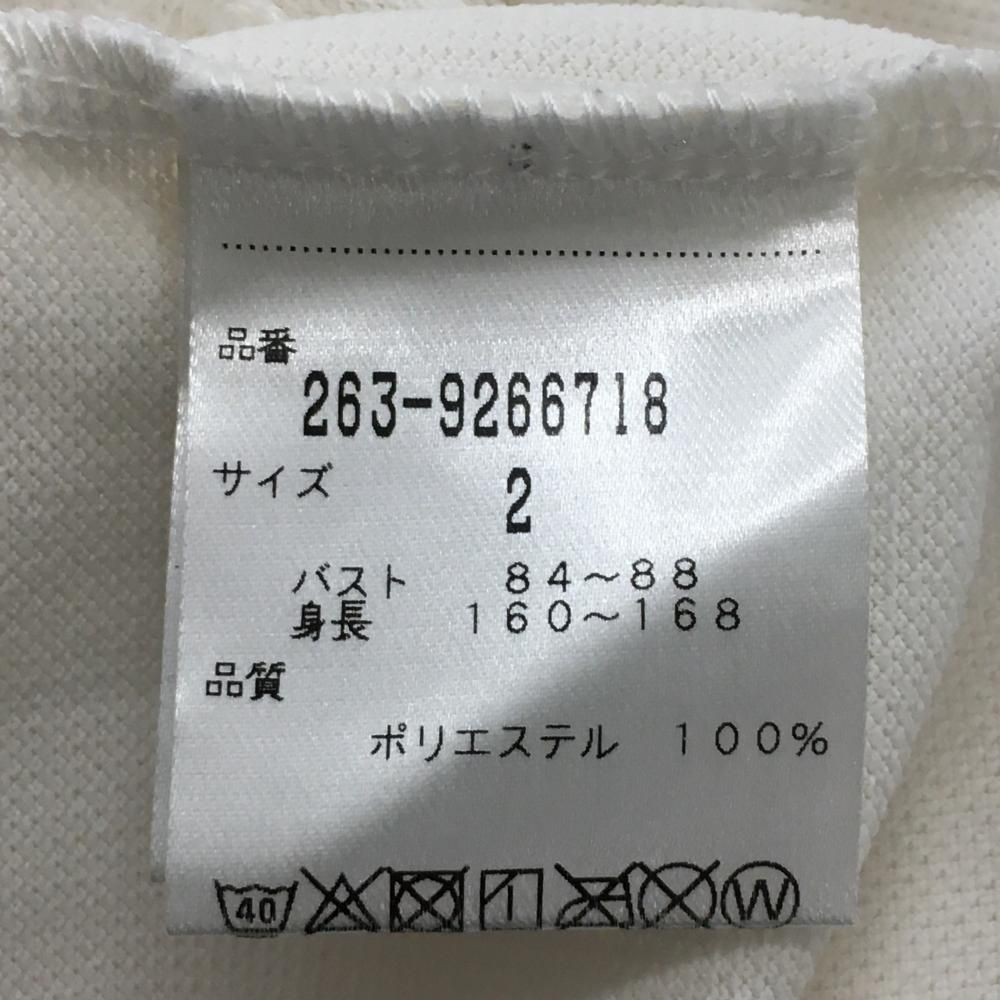 品番
263-9266718
サイズ
2
バスト 84～88
身長 160～168
品質
ポリエステル 100%
40
W